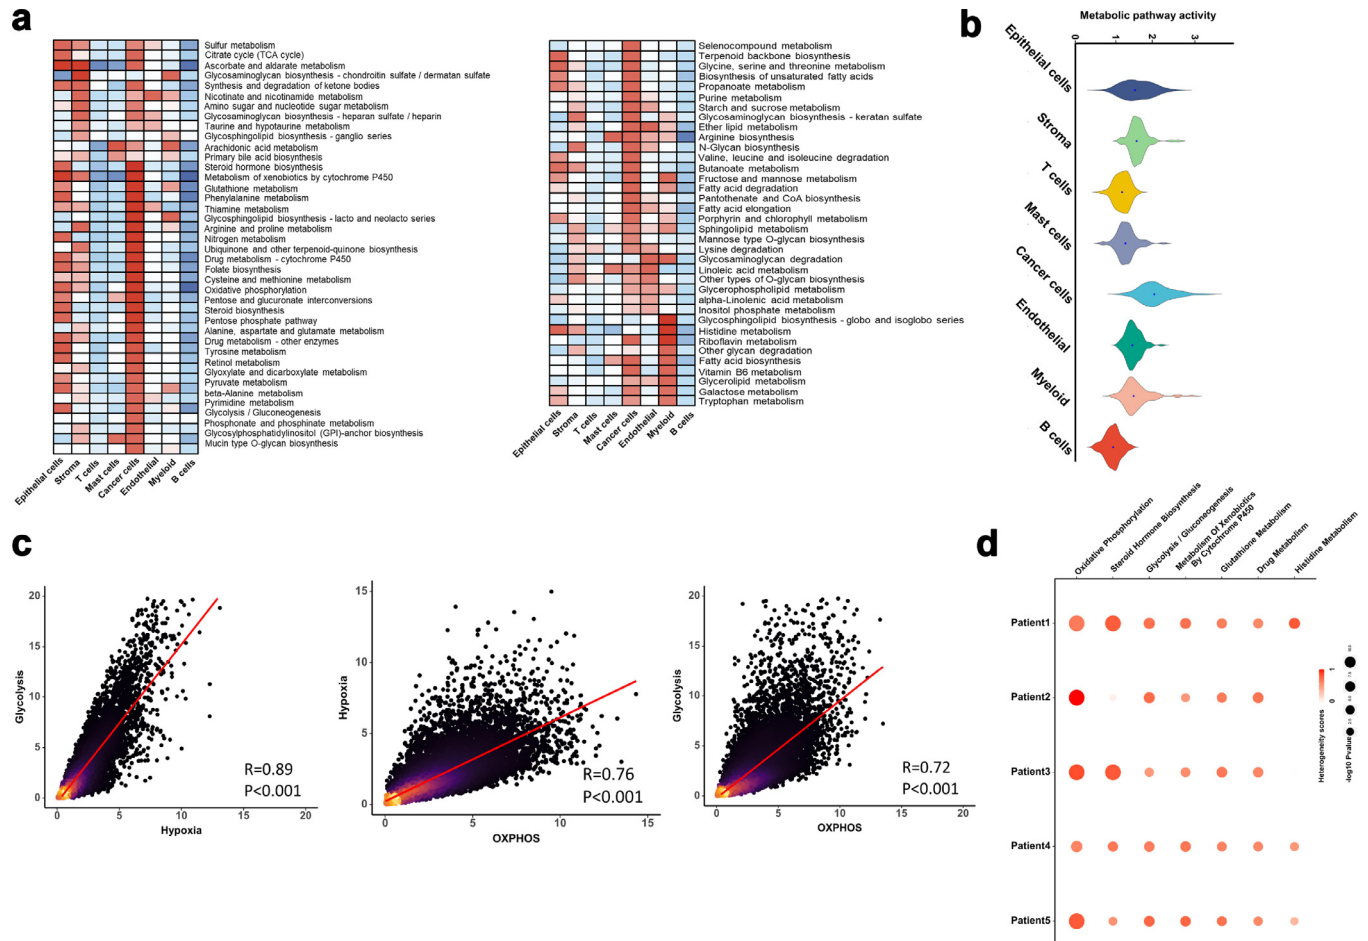 a
Sulfur metabolism
Citrate cycle (TCA cycle)
Ascorbate and aldarate metabolism
Glycosaminoglycan biosynthesis - chondroitin sulfate / dermatan sulfate
Synthesis and degradation of ketone bodies
Nicotinate and nicotinamide metabolism
Amino sugar and nucleotide sugar metabolism
Glycosaminoglycan biosynthesis - heparan sulfate / heparin
Taurine and hypotaurine metabolism
Glycosphingolipid biosynthesis - ganglio series
Arachidonic acid metabolism
Primary bile acid biosynthesis
Steroid hormone biosynthesis
Metabolism of xenobiotics by cytochrome P450
Glutathione metabolism
Phenylalanine metabolism
Thiamine metabolism
Glycosphingolipid biosynthesis - lacto and neolacto series
Arginine and proline metabolism
Nitrogen metabolism
Ubiquinone and other terpenoid-quinone biosynthesis
Drug metabolism - cytochrome P450
Folate biosynthesis
Cysteine and methionine metabolism
Oxidative phosphorylation
Pentose and glucuronate interconversions
Steroid biosynthesis
Pentose phosphate pathway
Alanine, aspartate and glutamate metabolism
Drug metabolism - other enzymes
Tyrosine metabolism
Retinol metabolism
Glyoxylate and dicarboxylate metabolism
Pyruvate metabolism
beta-Alanine metabolism
Pyrimidine metabolism
Glycolysis / Gluconeogenesis
Phosphonate and phosphinate metabolism
Glycosylphosphatidylinositol (GPI)-anchor biosynthesis
Mucin type O-glycan biosynthesis
Epithelial cells
Stroma
T cells
Mast cells
Cancer cells
Endothelial
Myeloid
B cells
Selenocompound metabolism
Terpenoid backbone biosynthesis
Glycine, serine and threonine metabolism
Biosynthesis of unsaturated fatty acids
Propanoate metabolism
Purine metabolism
Starch and sucrose metabolism
Glycosaminoglycan biosynthesis - keratan sulfate
Ether lipid metabolism
Arginine biosynthesis
N-Glycan biosynthesis
Valine, leucine and isoleucine degradation
Butanoate metabolism
Fructose and mannose metabolism
Fatty acid degradation
Pantothenate and CoA biosynthesis
Fatty acid elongation
Porphyrin and chlorophyll metabolism
Sphingolipid metabolism
Mannose type O-glycan biosynthesis
Lysine degradation
Glycosaminoglycan degradation
Linoleic acid metabolism
Other types of O-glycan biosynthesis
Glycerophospholipid metabolism
alpha-Linolenic acid metabolism
Inositol phosphate metabolism
Glycosphingolipid biosynthesis - globo and isoglobo series
Histidine metabolism
Riboflavin metabolism
Other glycan degradation
Fatty acid biosynthesis
Vitamin B6 metabolism
Glycerolipid metabolism
Galactose metabolism
Tryptophan metabolism
Epithelial cells
Stroma
T cells
Mast cells
Cancer cells
Endothelial
Myeloid
B cells
b
Metabolic pathway activity
0 1 2 3
Epithelial cells
Stroma
T cells
Mast cells
Cancer cells
Endothelial
Myeloid
B cells
c
Glycolysis
20
15
10
5
0
0 5 10 15 20
Hypoxia
R=0.89
P<0.001
Hypoxia
15
10
5
0
0 5 10 15
OXPHOS
R=0.76
P<0.001
Glycolysis
20
15
10
5
0
0 5 10 15
OXPHOS
R=0.72
P<0.001
d
Oxidative Phosphorylation
Steroid Hormone Biosynthesis
Glycolysis / Gluconeogenesis
Metabolism Of Xenobiotics
By Cytochrome P450
Glutathione Metabolism
Drug Metabolism
Histidine Metabolism
Patient1
Patient2
Patient3
Patient4
Patient5
Heterogeneity scores
0 1
-log10 Pvalue